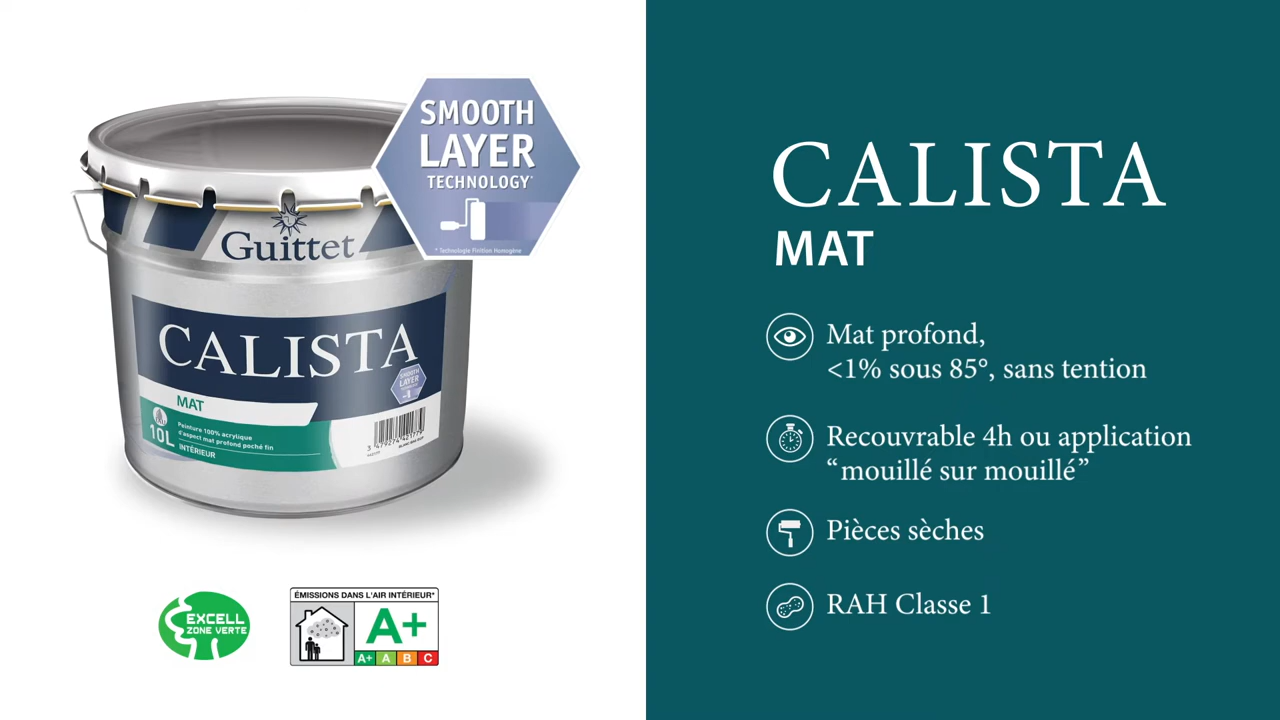 SMOOTH
LAYER
TECHNOLOGY*
* Technologie Finition Homogène
Guittet
CALISTA
SMOOTH
LAYER
MAT
10L
Peinture 100% acrylique
d'aspect mat profond poché fin
INTÉRIEUR
EXCELL
ZONE VERTE
ÉMISSIONS DANS L'AIR INTÉRIEUR*
A+
A+ A B C
CALISTA
MAT
Mat profond,
<1% sous 85°, sans tention
Recouvrable 4h ou application
“mouillé sur mouillé”
Pièces sèches
RAH Classe 1